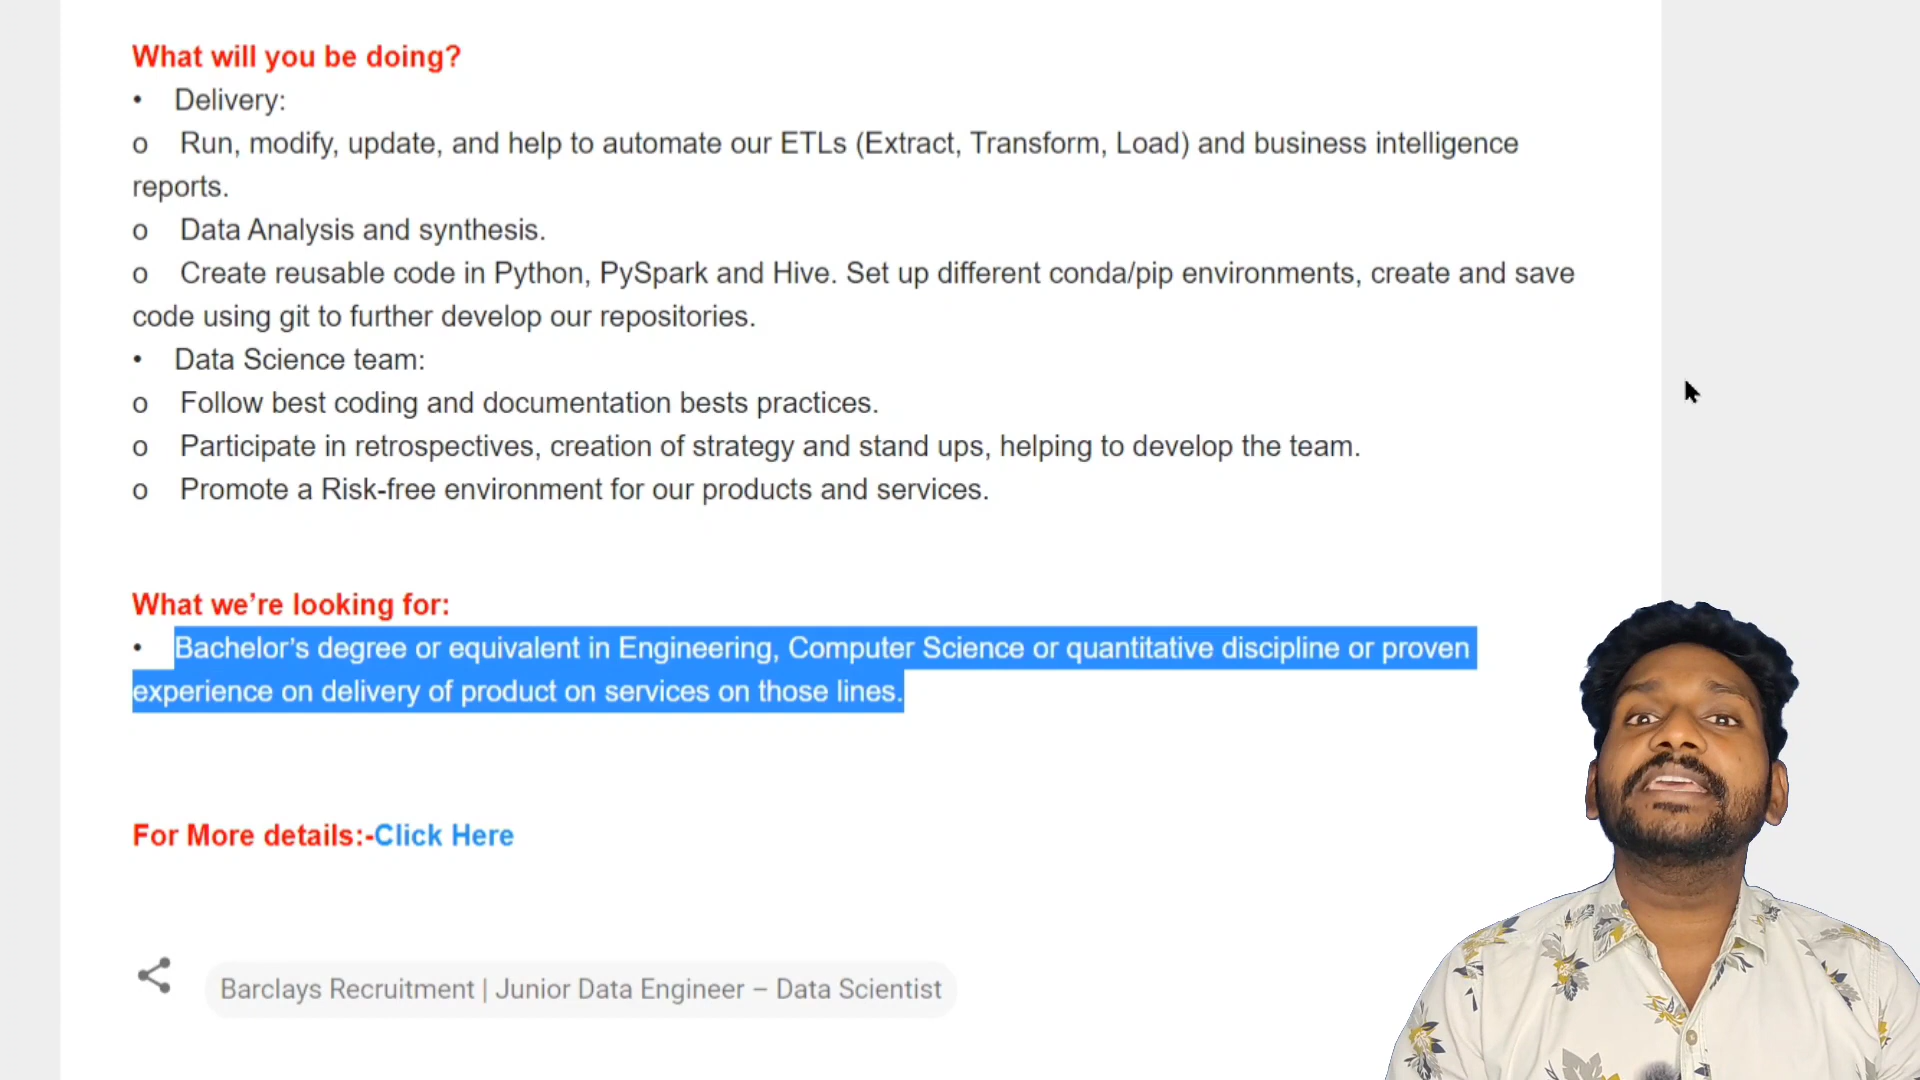 What will you be doing?
• Delivery:
o Run, modify, update, and help to automate our ETLs (Extract, Transform, Load) and business intelligence
reports.
o Data Analysis and synthesis.
o Create reusable code in Python, PySpark and Hive. Set up different conda/pip environments, create and save
code using git to further develop our repositories.
• Data Science team:
o Follow best coding and documentation bests practices.
o Participate in retrospectives, creation of strategy and stand ups, helping to develop the team.
o Promote a Risk-free environment for our products and services.
What we’re looking for:
• Bachelor’s degree or equivalent in Engineering, Computer Science or quantitative discipline or proven
experience on delivery of product on services on those lines.
For More details:-Click Here
Barclays Recruitment | Junior Data Engineer – Data Scientist